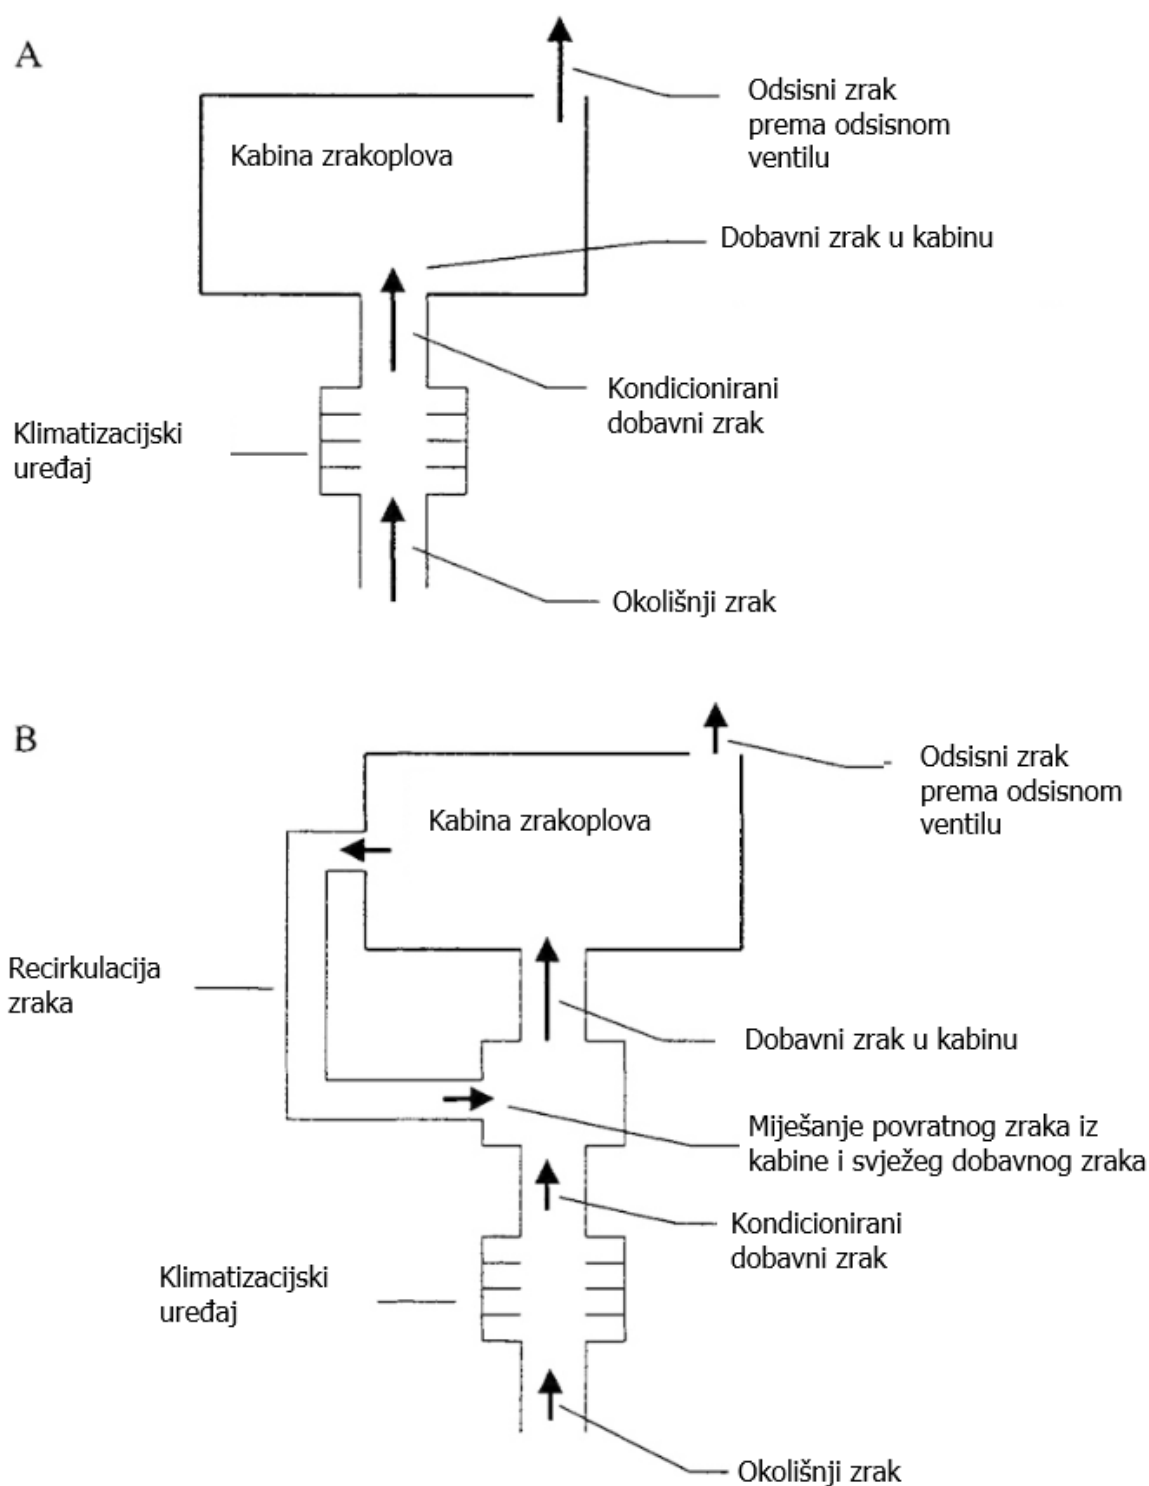 A
Odsisni zrak
prema odsisnom
ventilu
Kabina zrakoplova
Dobavni zrak u kabinu
Kondicionirani
dobavni zrak
Klimatizacijski
uređaj
Okolišnji zrak
B
Odsisni zrak
prema odsisnom
ventilu
Kabina zrakoplova
Recirkulacija
zraka
Dobavni zrak u kabinu
Miješanje povratnog zraka iz
kabine i svježeg dobavnog zraka
Kondicionirani
dobavni zrak
Klimatizacijski
uređaj
Okolišnji zrak